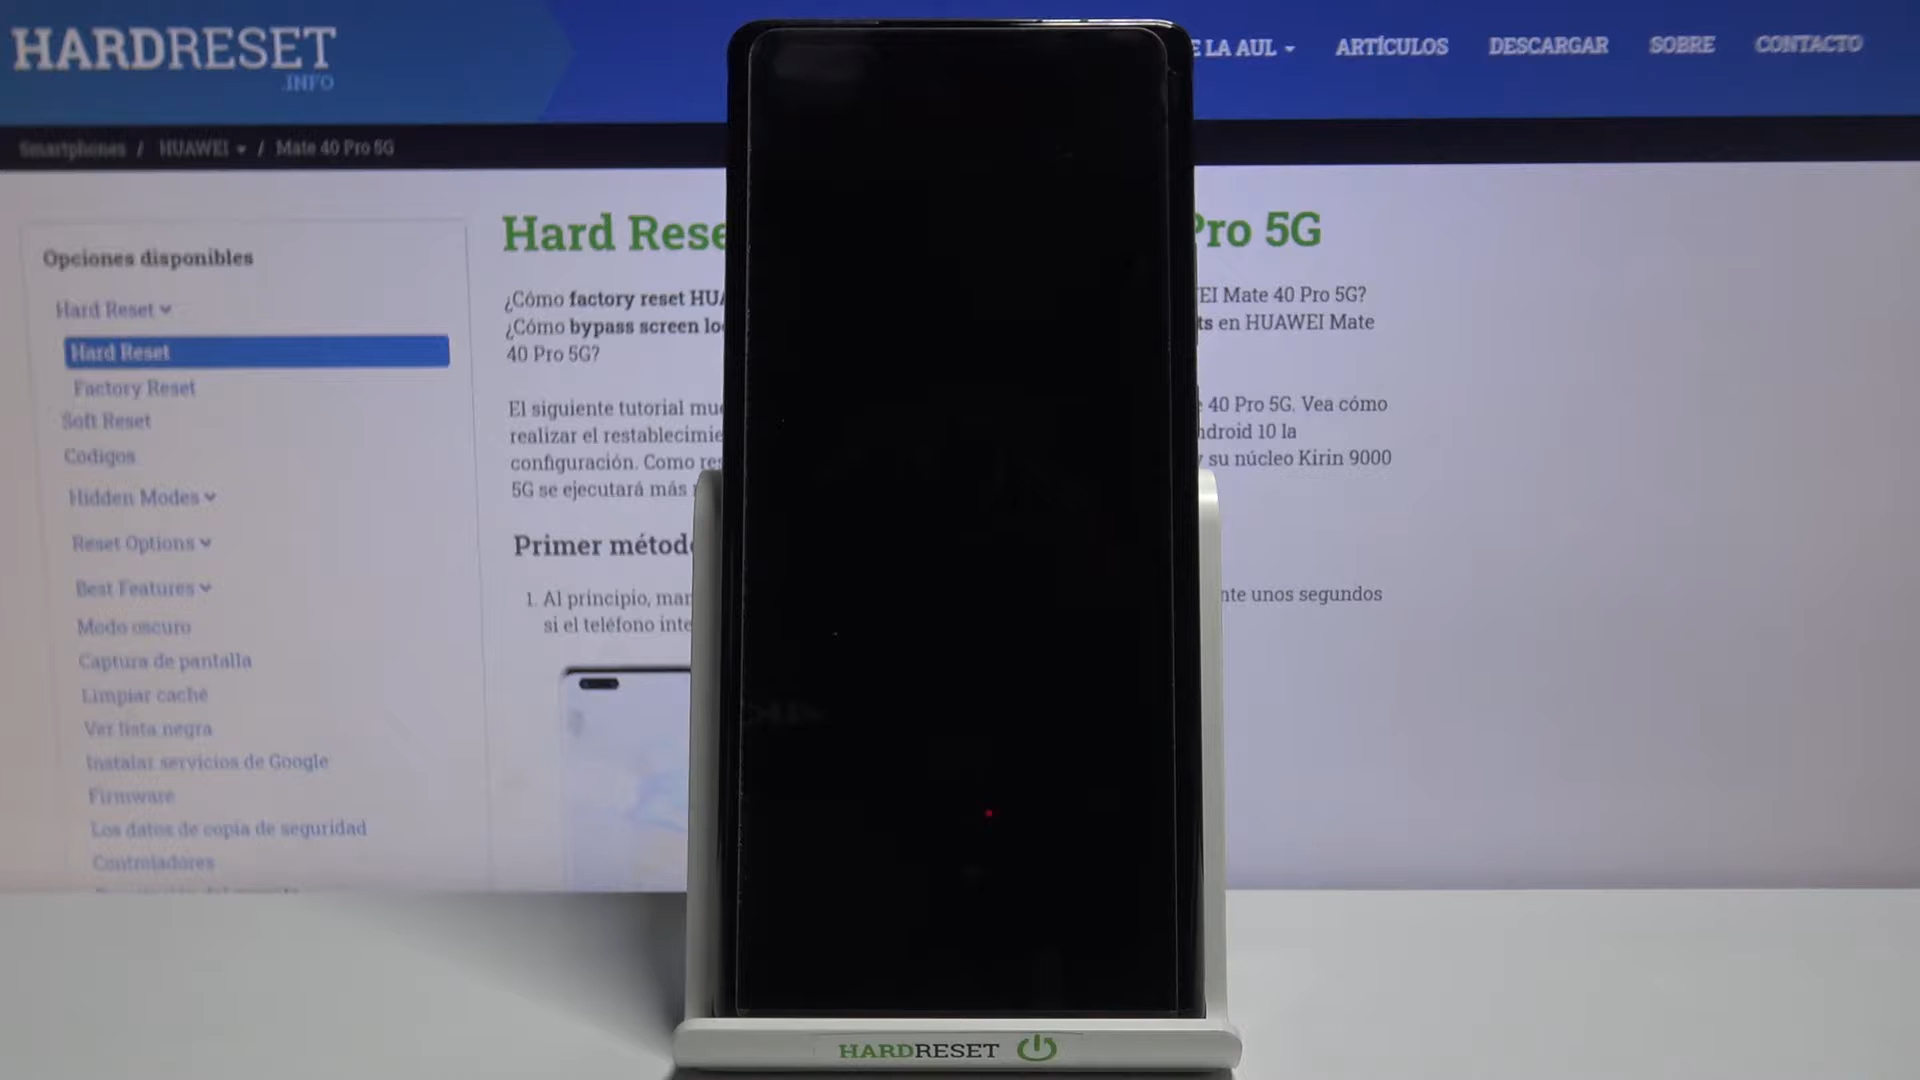 HARDRESET
.INFO
E LA AUL ARTÍCULOS DESCARGAR SOBRE CONTACTO
Smartphones / HUAWEI / Mate 40 Pro 5G
Opciones disponibles
Hard Reset
Hard Reset
Factory Reset
Soft Reset
Codigos
Hidden Modes
Reset Options
Best Features
Modo oscuro
Captura de pantalla
Limpiar caché
Ver lista negra
Instalar servicios de Google
Firmware
Los datos de copia de seguridad
Controladores
Hard Rese Pro 5G
¿Cómo factory reset HUA EI Mate 40 Pro 5G?
¿Cómo bypass screen lo ts en HUAWEI Mate
40 Pro 5G?
El siguiente tutorial mue 40 Pro 5G. Vea cómo
realizar el restablecimie ndroid 10 la
configuración. Como res y su núcleo Kirin 9000
5G se ejecutará más r
Primer método
1. Al principio, man nte unos segundos
si el teléfono inte
HARDRESET